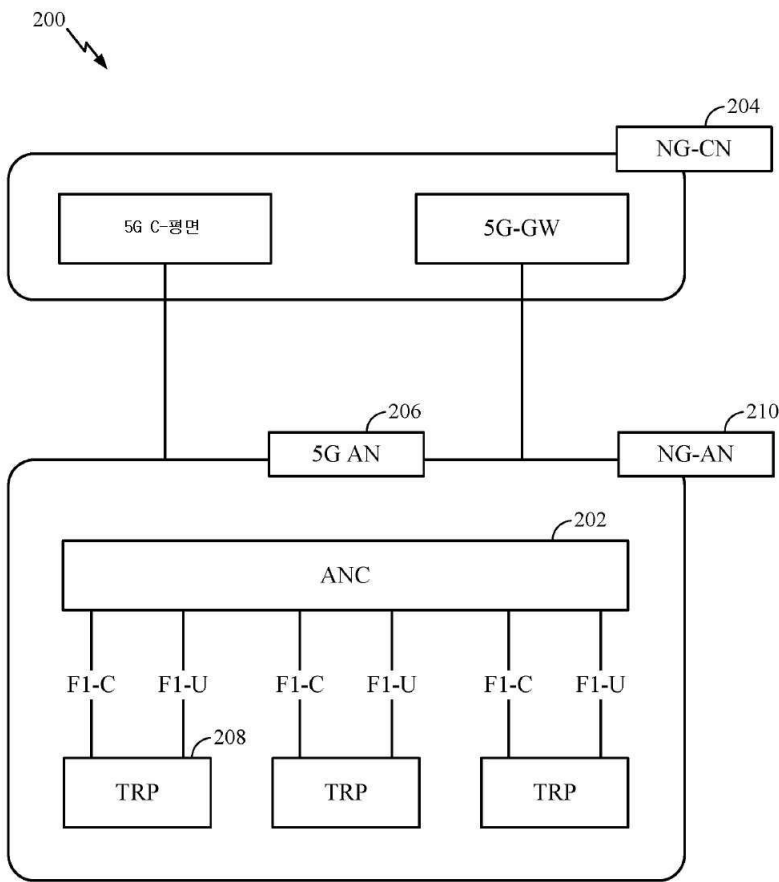 200
204
NG-CN
5G C-평면
5G-GW
206
210
5G AN
NG-AN
202
ANC
F1-C F1-U F1-C F1-U F1-C F1-U
208
TRP TRP TRP